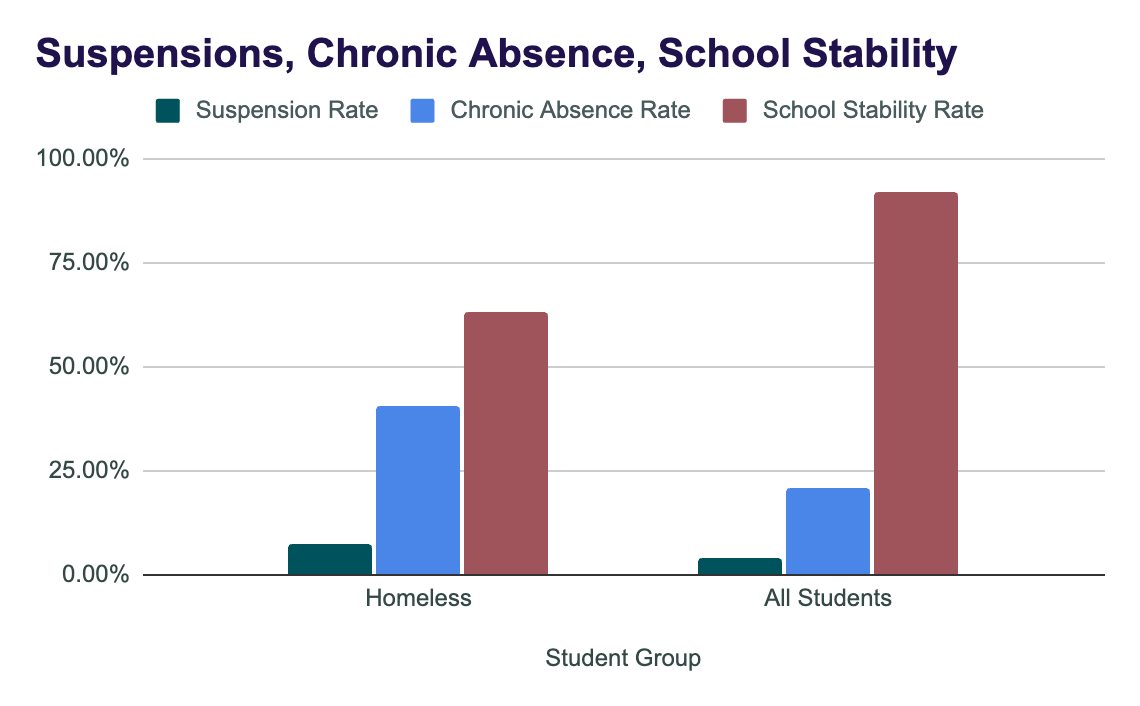 Suspensions, Chronic Absence, School Stability
Suspension Rate Chronic Absence Rate School Stability Rate
100.00%
75.00%
50.00%
25.00%
0.00%
Homeless All Students
Student Group